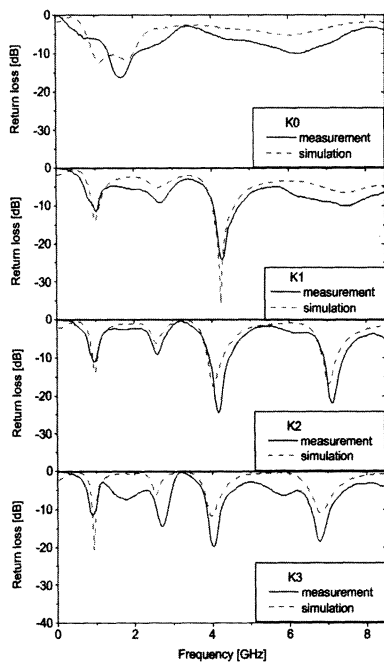 0
-10
-20
-30
Return loss [dB]
K0
measurement
simulation
0
-10
-20
-30
Return loss [dB]
K1
measurement
simulation
0
-10
-20
-30
Return loss [dB]
K2
measurement
simulation
0
-10
-20
-30
-40
Return loss [dB]
K3
measurement
simulation
0 2 4 6 8
Frequency [GHz]